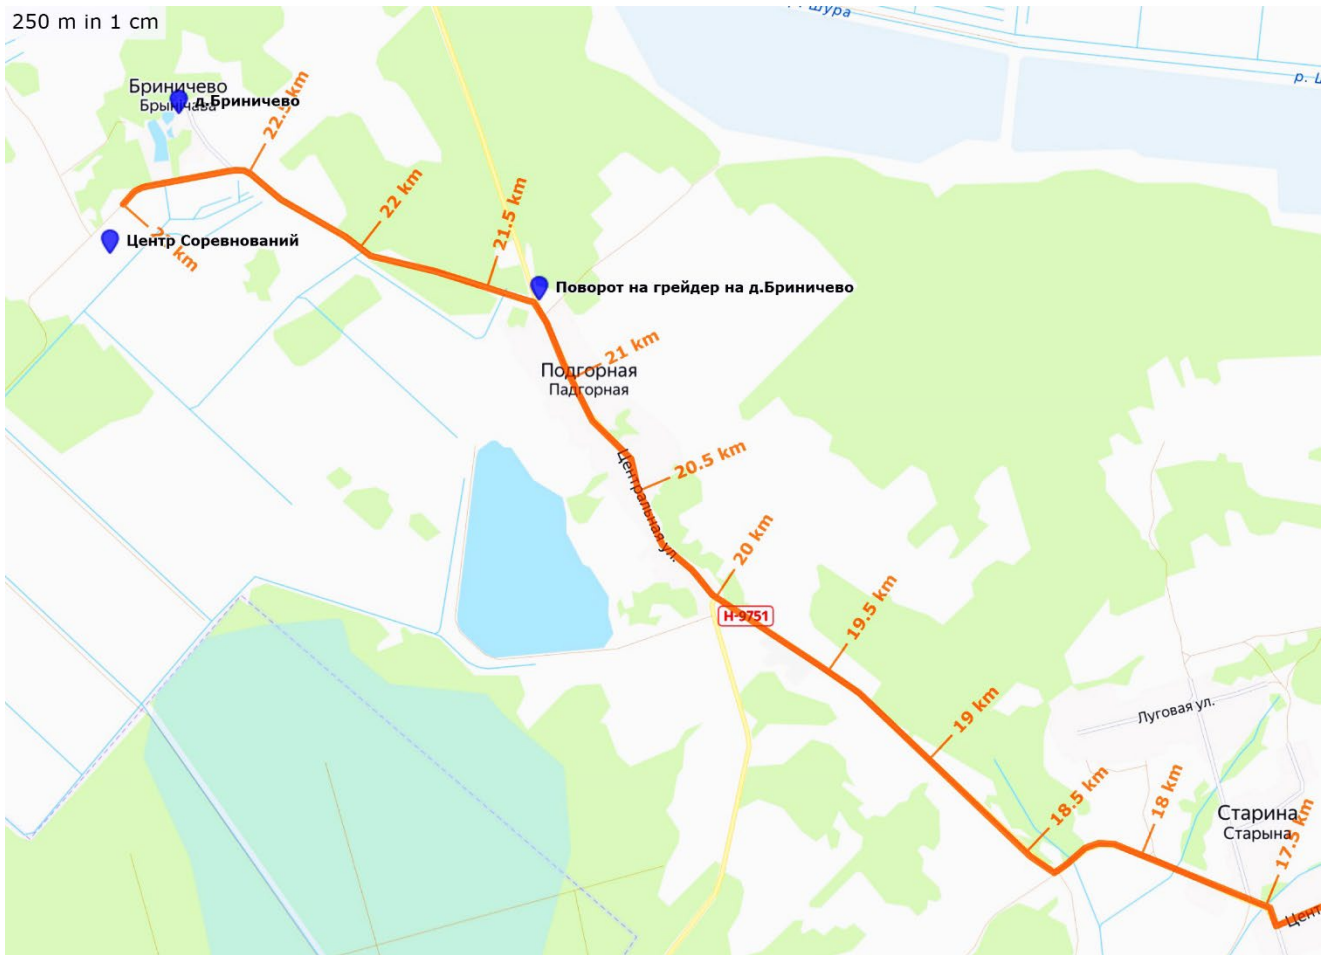 250 m in 1 cm
р. Шура
Бриничево
Брынічава
д.Бриничево
22.5 km
22 km
21.5 km
Центр Соревнований
Поворот на грейдер на д.Бриничево
21 km
Подгорная
Падгорная
20.5 km
Центральная ул.
20 km
Н-9751
19.5 km
19 km
Луговая ул.
18.5 km
18 km
17.5 km
Старина
Старына